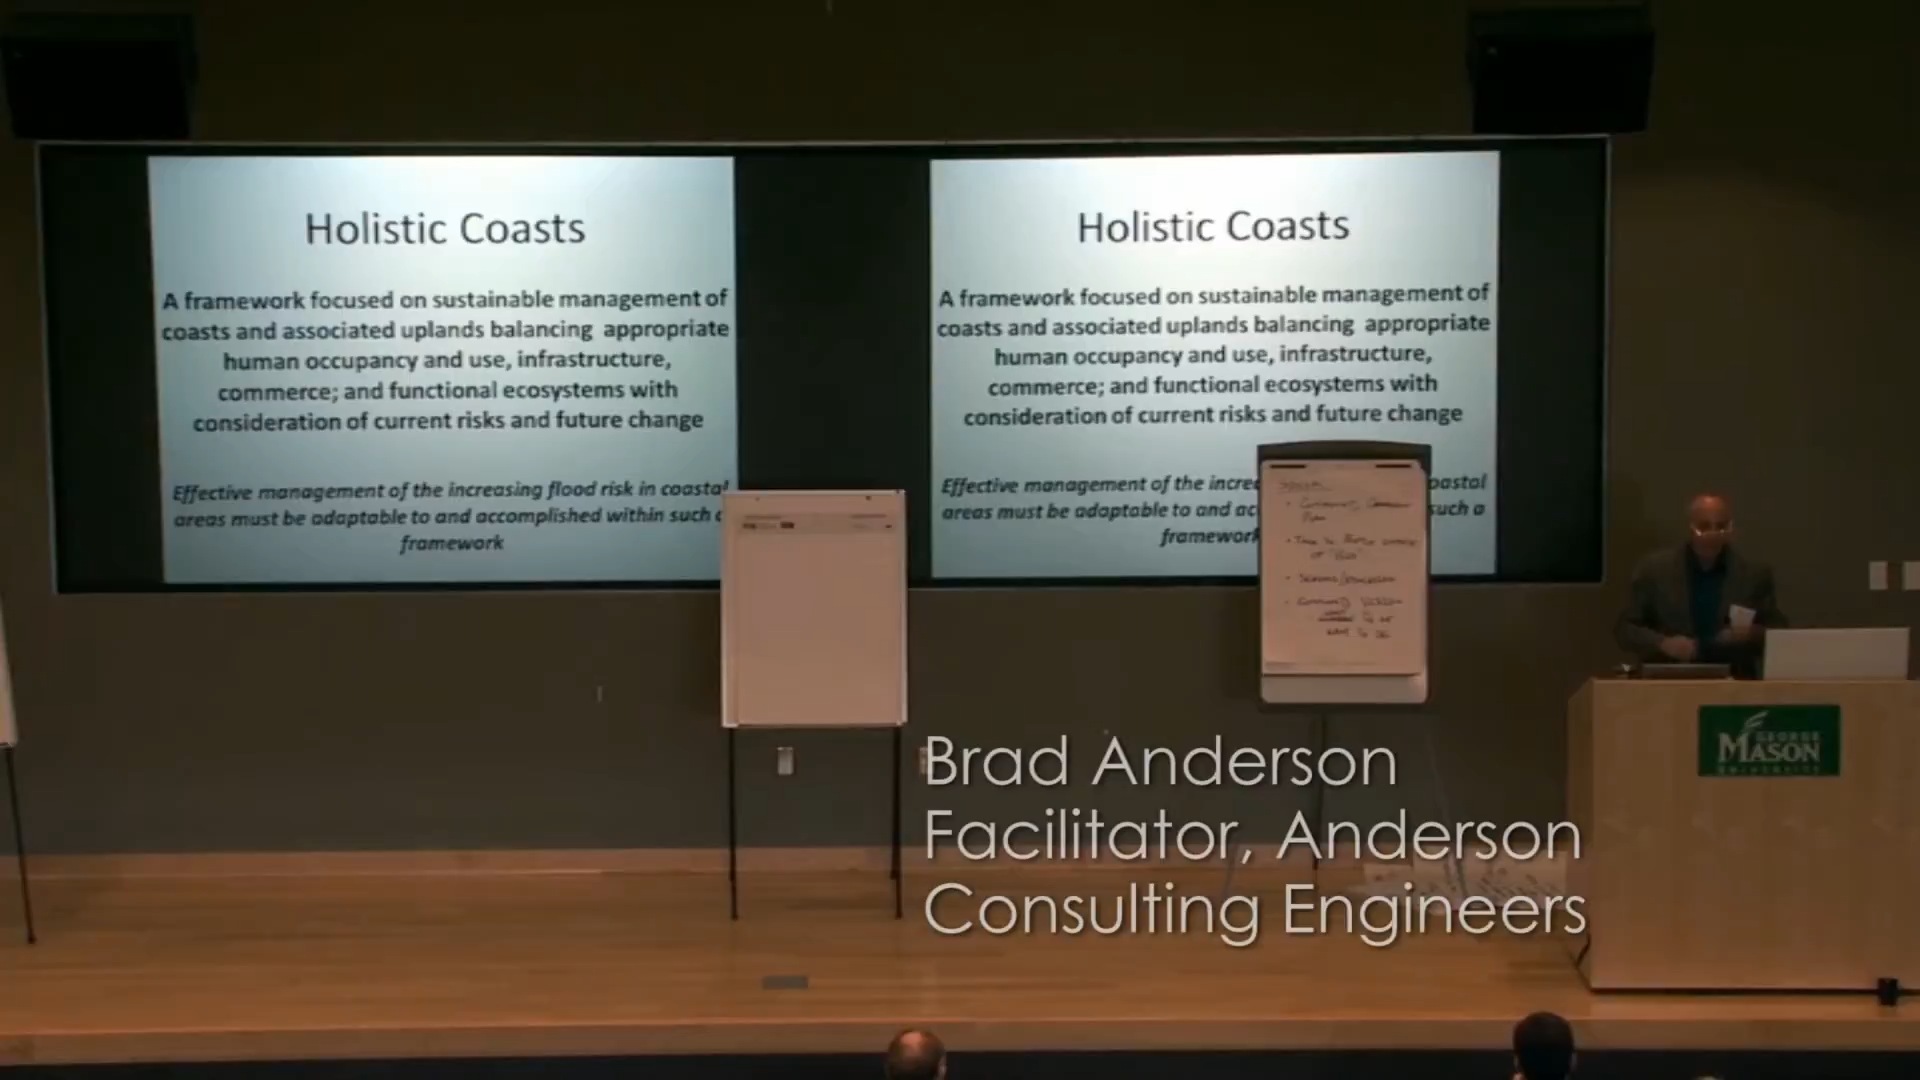 Holistic Coasts
A framework focused on sustainable management of
coasts and associated uplands balancing appropriate
human occupancy and use, infrastructure,
commerce; and functional ecosystems with
consideration of current risks and future change
Effective management of the increasing flood risk in coastal
areas must be adaptable to and accomplished within such
framework
Holistic Coasts
A framework focused on sustainable management of
coasts and associated uplands balancing appropriate
human occupancy and use, infrastructure,
commerce; and functional ecosystems with
consideration of current risks and future change
Effective management of the
areas must be adaptable to and such a
framework
GEORGE
MASON
UNIVERSITY
Brad Anderson
Facilitator, Anderson
Consulting Engineers